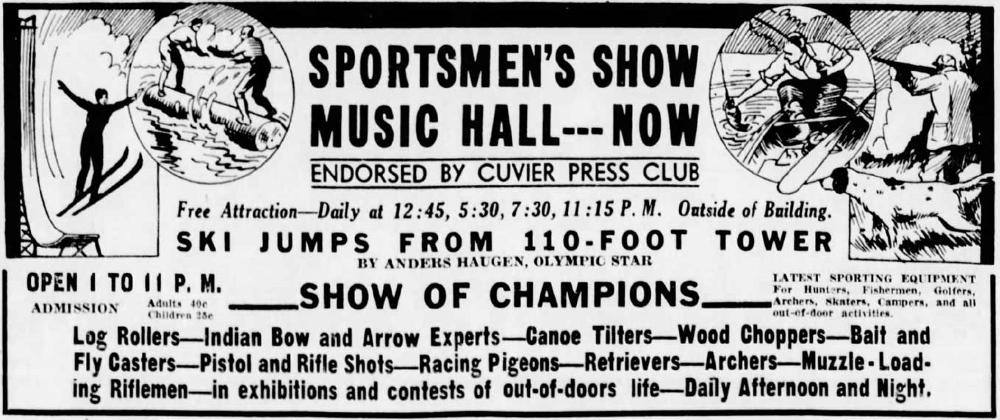 SPORTSMEN'S SHOW
MUSIC HALL---NOW
ENDORSED BY CUVIER PRESS CLUB
Free Attraction—Daily at 12:45, 5:30, 7:30, 11:15 P. M. Outside of Building.
SKI JUMPS FROM 110-FOOT TOWER
BY ANDERS HAUGEN, OLYMPIC STAR
OPEN 1 TO 11 P. M.
ADMISSION Adults 40c
Children 25c
SHOW OF CHAMPIONS
LATEST SPORTING EQUIPMENT
For Hunters, Fishermen, Golfers,
Archers, Skaters, Campers, and all
out-of-door activities.
Log Rollers—Indian Bow and Arrow Experts—Canoe Tilters—Wood Choppers—Bait and
Fly Casters—Pistol and Rifle Shots—Racing Pigeons—Retrievers—Archers—Muzzle-Load-
ing Riflemen—in exhibitions and contests of out-of-doors life—Daily Afternoon and Night.